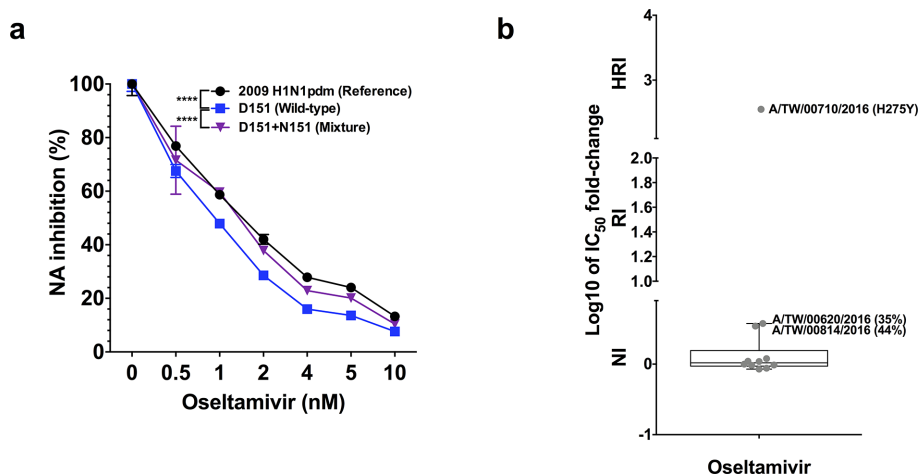 a
NA inhibition (%)
100
80
60
40
20
0
0
0.5
1
2
4
5
10
Oseltamivir (nM)
****
****
2009 H1N1pdm (Reference)
D151 (Wild-type)
D151+N151 (Mixture)
b
Log10 of IC50 fold-change
HRI
RI
NI
4
3
2.0
1.8
1.6
1.4
1.2
1.0
0
-1
A/TW/00710/2016 (H275Y)
A/TW/00620/2016 (35%)
A/TW/00814/2016 (44%)
Oseltamivir